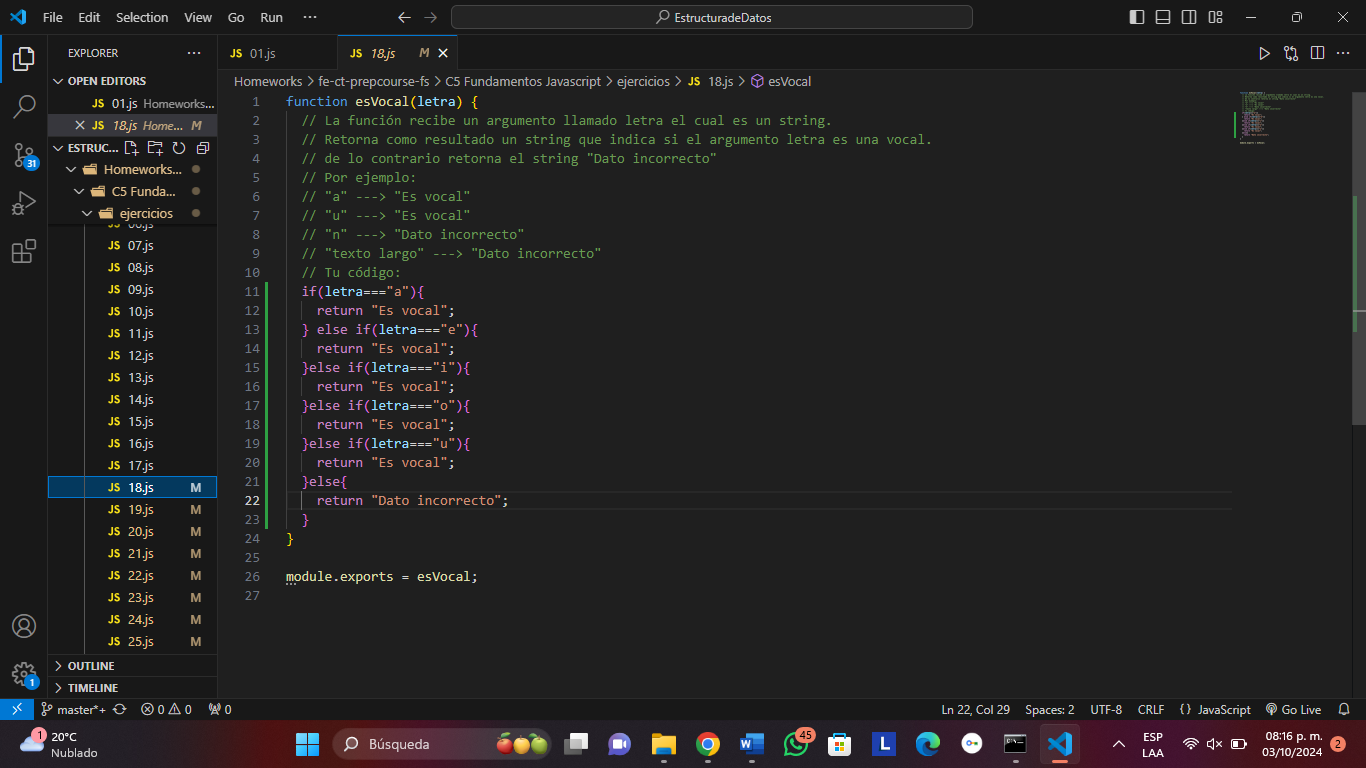 File Edit Selection View Go Run ··· EstructuradeDatos
EXPLORER ···
OPEN EDITORS
JS 01.js Homeworks...
JS 18.js Home... M
ESTRUC...
Homeworks...
C5 Funda...
ejercicios
JS 07.js
JS 08.js
JS 09.js
JS 10.js
JS 11.js
JS 12.js
JS 13.js
JS 14.js
JS 15.js
JS 16.js
JS 17.js
JS 18.js M
JS 19.js M
JS 20.js M
JS 21.js M
JS 22.js M
JS 23.js M
JS 24.js M
JS 25.js M
OUTLINE
TIMELINE
31
1
JS 01.js JS 18.js M
Homeworks > fe-ct-prepcourse-fs > C5 Fundamentos Javascript > ejercicios > JS 18.js > esVocal
1 function esVocal(letra) {
2 // La función recibe un argumento llamado letra el cual es un string.
3 // Retorna como resultado un string que indica si el argumento letra es una vocal.
4 // de lo contrario retorna el string "Dato incorrecto"
5 // Por ejemplo:
6 // "a" ---> "Es vocal"
7 // "u" ---> "Es vocal"
8 // "n" ---> "Dato incorrecto"
9 // "texto largo" ---> "Dato incorrecto"
10 // Tu código:
11 if(letra==="a"){
12 return "Es vocal";
13 } else if(letra==="e"){
14 return "Es vocal";
15 }else if(letra==="i"){
16 return "Es vocal";
17 }else if(letra==="o"){
18 return "Es vocal";
19 }else if(letra==="u"){
20 return "Es vocal";
21 }else{
22 return "Dato incorrecto";
23 }
24 }
25
26 module.exports = esVocal;
27
master*+ 0 0 0 Ln 22, Col 29 Spaces: 2 UTF-8 CRLF {} JavaScript Go Live
1 20°C
Nublado
Búsqueda
45
L
ESP
LAA
08:16 p. m.
03/10/2024
2